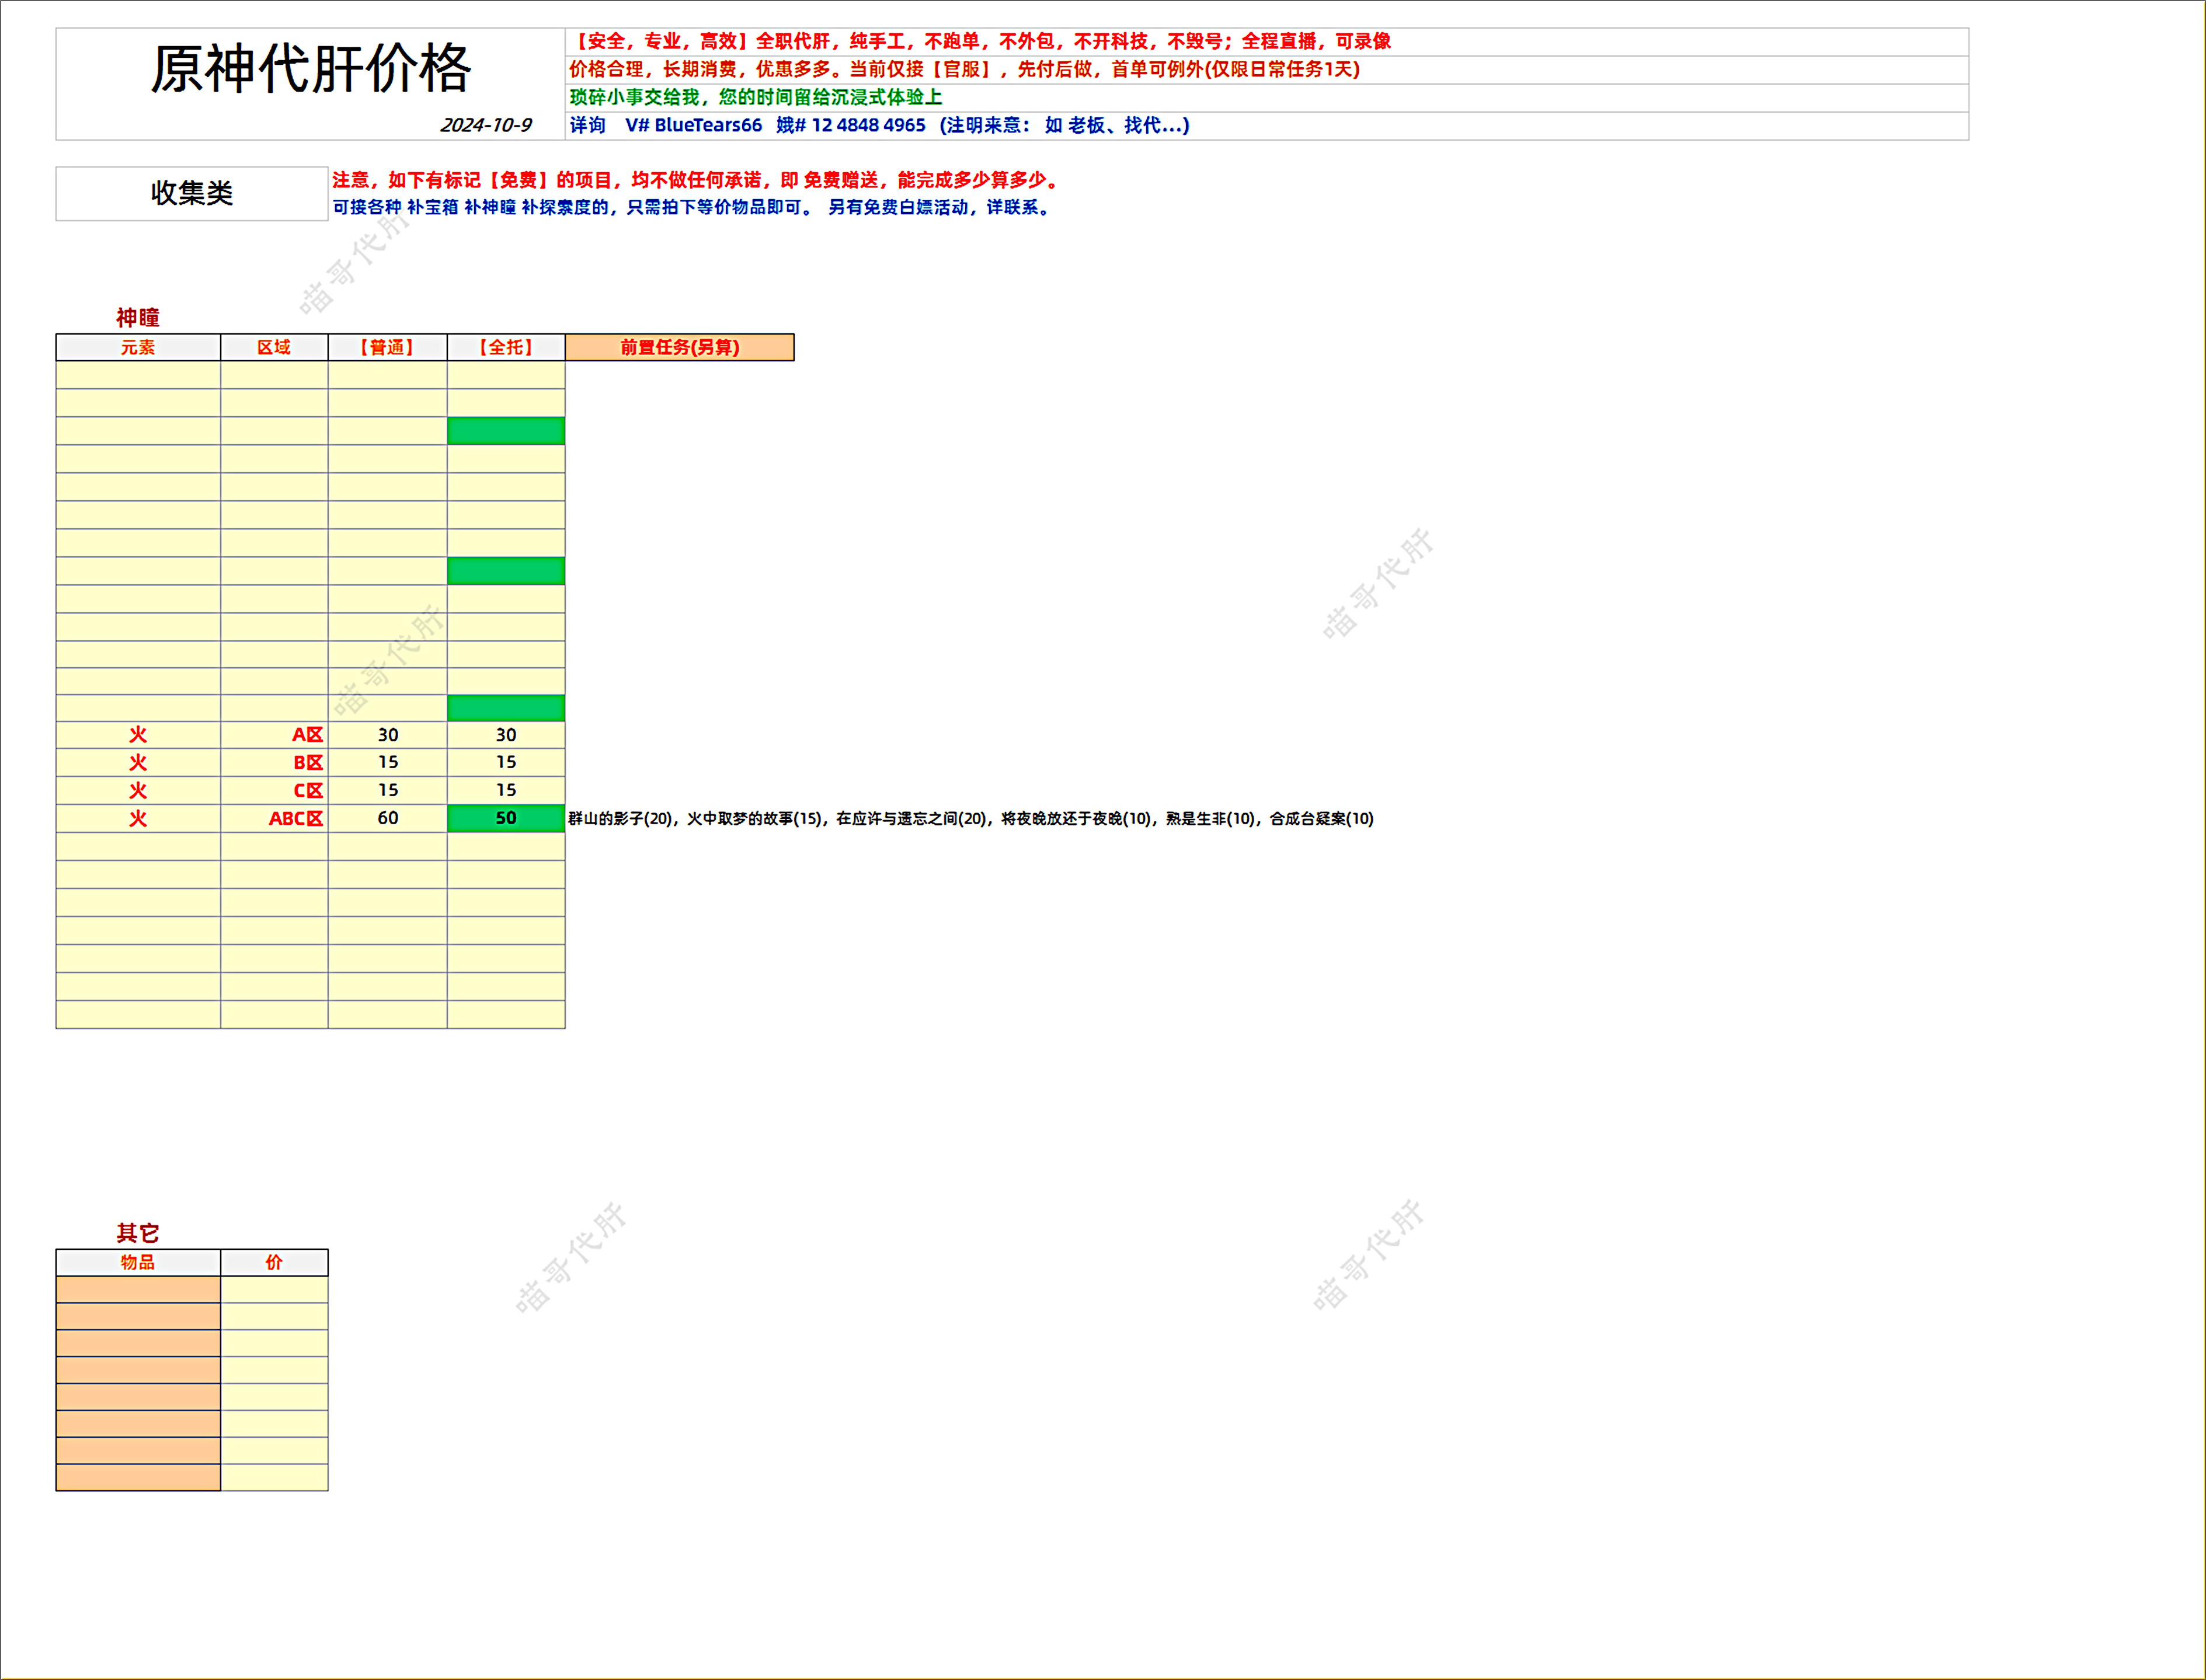 原神代肝价格
2024-10-9
【安全，专业，高效】全职代肝，纯手工，不跑单，不外包，不开科技，不毁号；全程直播，可录像
价格合理，长期消费，优惠多多。当前仅接【官服】，先付后做，首单可例外(仅限日常任务1天)
琐碎小事交给我，您的时间留给沉浸式体验上
详询 V# BlueTears66 娥# 12 4848 4965 (注明来意： 如 老板、找代...)
收集类
注意，如下有标记【免费】的项目，均不做任何承诺，即 免费赠送，能完成多少算多少。
可接各种 补宝箱 补神瞳 补探索度的，只需拍下等价物品即可。 另有免费白嫖活动，详联系。
喵哥代肝
神瞳
元素 区域 【普通】 【全托】 前置任务(另算)
喵哥代肝
喵哥代肝
火 A区 30 30
火 B区 15 15
火 C区 15 15
火 ABC区 60 50 群山的影子(20)，火中取梦的故事(15)，在应许与遗忘之间(20)，将夜晚放还于夜晚(10)，熟是生非(10)，合成台疑案(10)
其它
物品 价
喵哥代肝
喵哥代肝